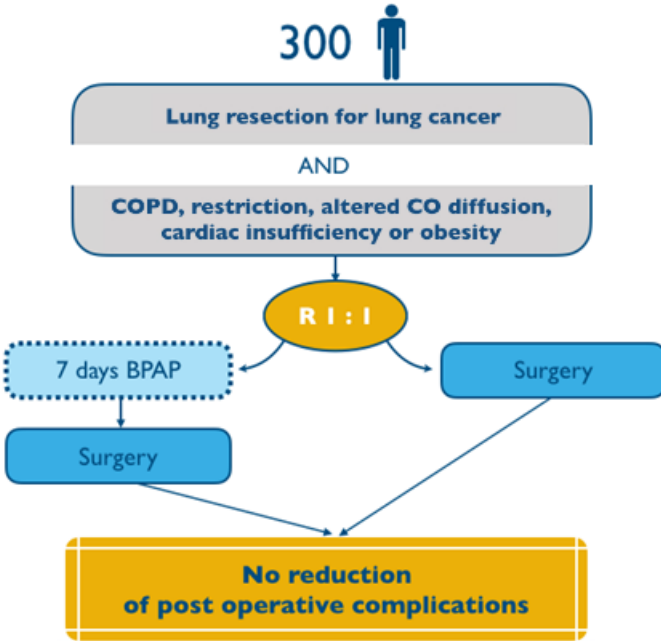 300
Lung resection for lung cancer
AND
COPD, restriction, altered CO diffusion,
cardiac insufficiency or obesity
R 1 : 1
7 days BPAP
Surgery
Surgery
No reduction
of post operative complications